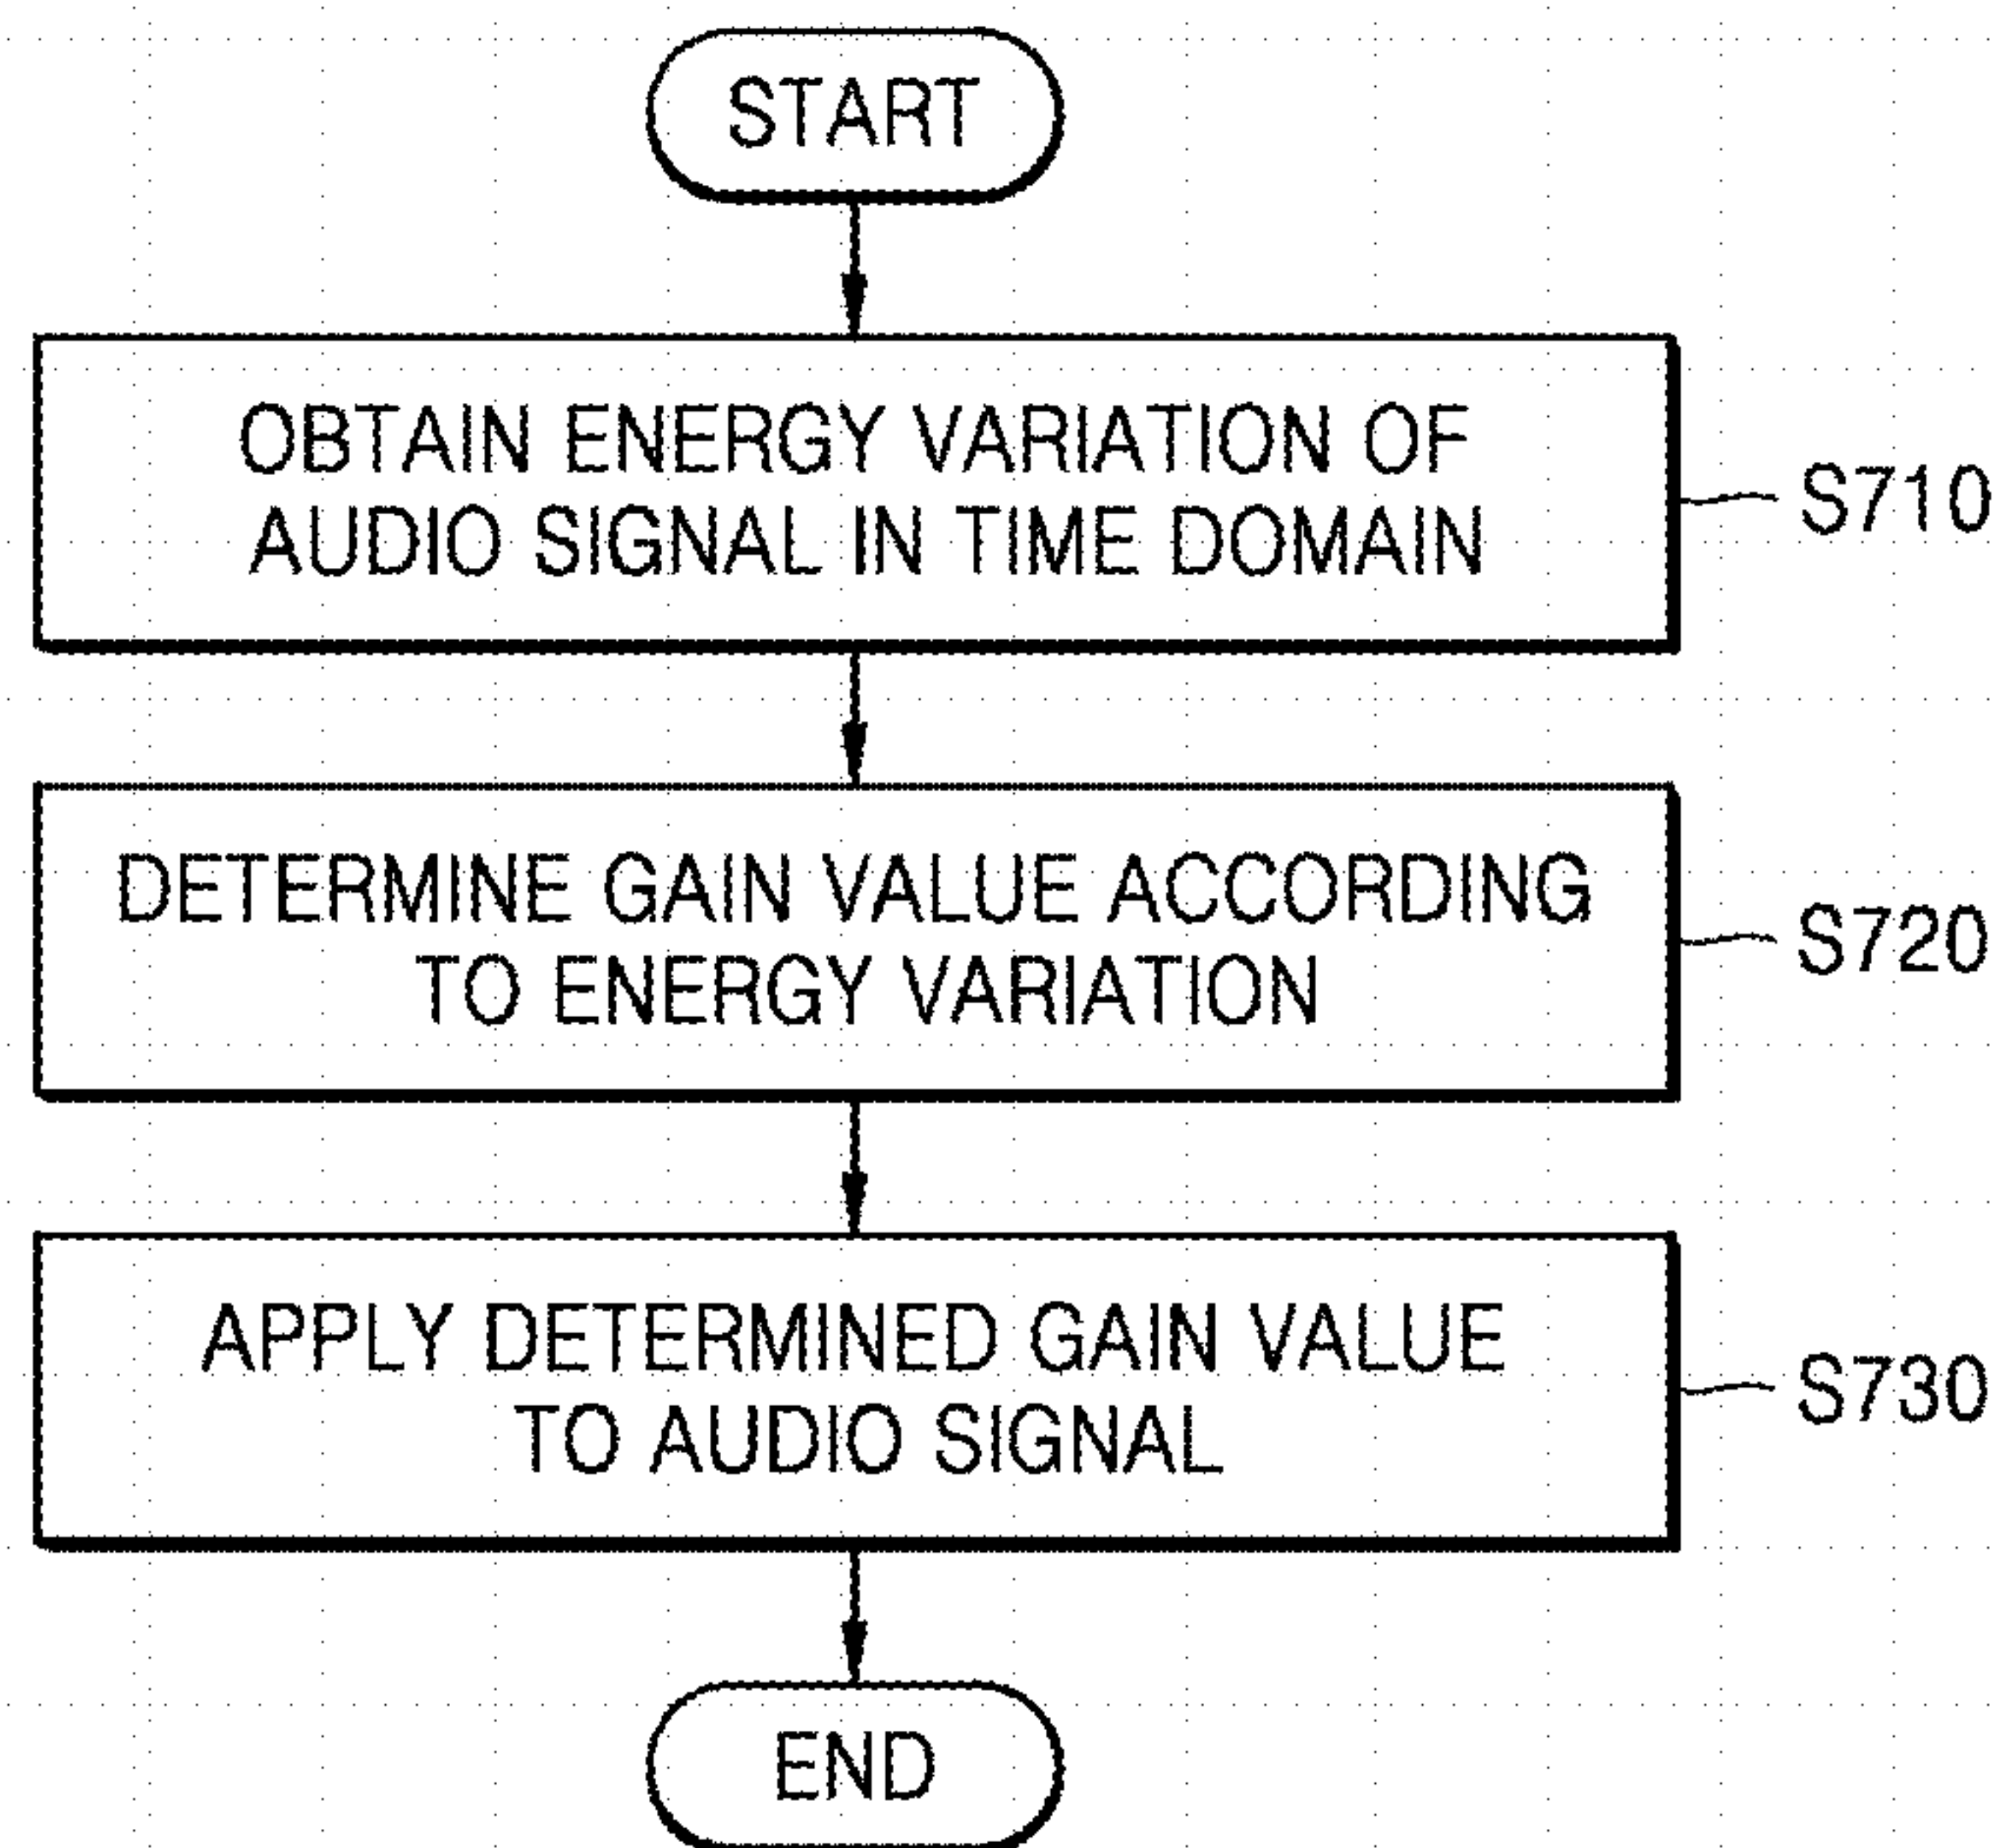 START
OBTAIN ENERGY VARIATION OF
AUDIO SIGNAL IN TIME DOMAIN
S710
DETERMINE GAIN VALUE ACCORDING
TO ENERGY VARIATION
S720
APPLY DETERMINED GAIN VALUE
TO AUDIO SIGNAL
S730
END